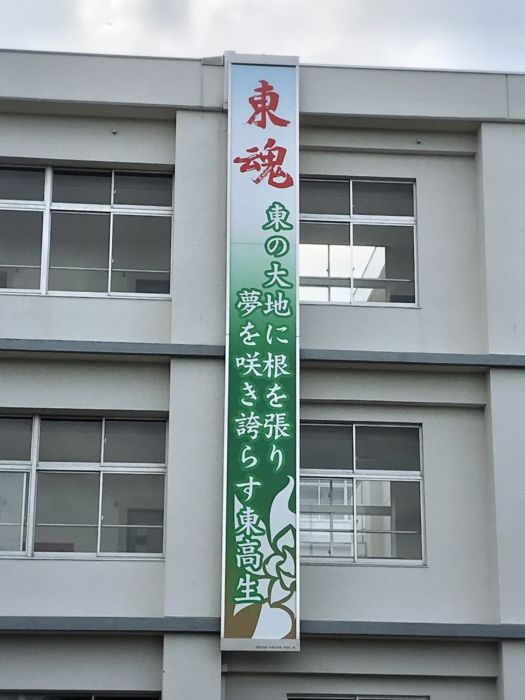 東魂
東の大地に根を張り
夢を咲き誇らす東高生